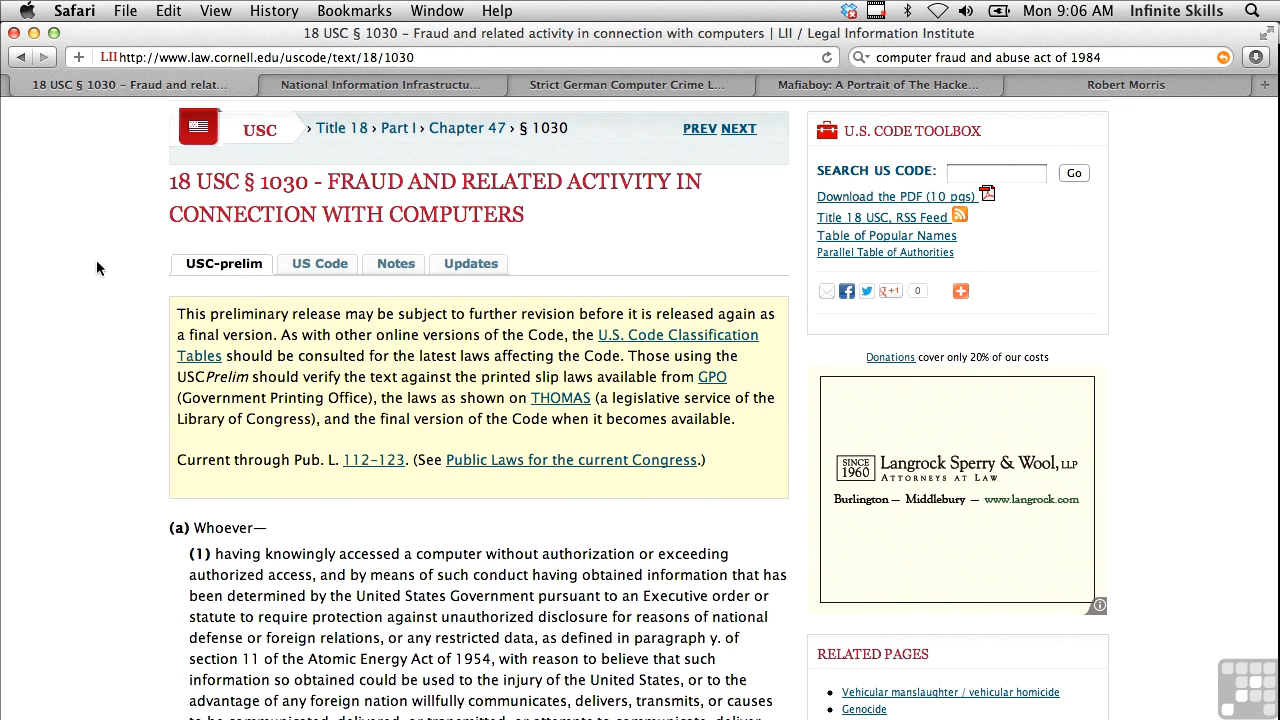 Safari File Edit View History Bookmarks Window Help Mon 9:06 AM Infinite Skills
18 USC § 1030 – Fraud and related activity in connection with computers | LII / Legal Information Institute
LII http://www.law.cornell.edu/uscode/text/18/1030
computer fraud and abuse act of 1984
18 USC § 1030 – Fraud and relat... National Information Infrastructu... Strict German Computer Crime L... Mafiaboy: A Portrait of The Hacke... Robert Morris
USC › Title 18 › Part I › Chapter 47 › § 1030 PREV NEXT
18 USC § 1030 - FRAUD AND RELATED ACTIVITY IN
CONNECTION WITH COMPUTERS
USC-prelim US Code Notes Updates
This preliminary release may be subject to further revision before it is released again as
a final version. As with other online versions of the Code, the U.S. Code Classification
Tables should be consulted for the latest laws affecting the Code. Those using the
USCPrelim should verify the text against the printed slip laws available from GPO
(Government Printing Office), the laws as shown on THOMAS (a legislative service of the
Library of Congress), and the final version of the Code when it becomes available.
Current through Pub. L. 112-123. (See Public Laws for the current Congress.)
(a) Whoever—
(1) having knowingly accessed a computer without authorization or exceeding
authorized access, and by means of such conduct having obtained information that has
been determined by the United States Government pursuant to an Executive order or
statute to require protection against unauthorized disclosure for reasons of national
defense or foreign relations, or any restricted data, as defined in paragraph y. of
section 11 of the Atomic Energy Act of 1954, with reason to believe that such
information so obtained could be used to the injury of the United States, or to the
advantage of any foreign nation willfully communicates, delivers, transmits, or causes
to be communicated, delivered, or transmitted, or attempts to communicate, deliver,
U.S. CODE TOOLBOX
SEARCH US CODE: Go
Download the PDF (10 pgs)
Title 18 USC, RSS Feed
Table of Popular Names
Parallel Table of Authorities
+1 0
Donations cover only 20% of our costs
SINCE 1960 Langrock Sperry & Wool, LLP
ATTORNEYS AT LAW
Burlington — Middlebury — www.langrock.com
RELATED PAGES
Vehicular manslaughter / vehicular homicide
Genocide